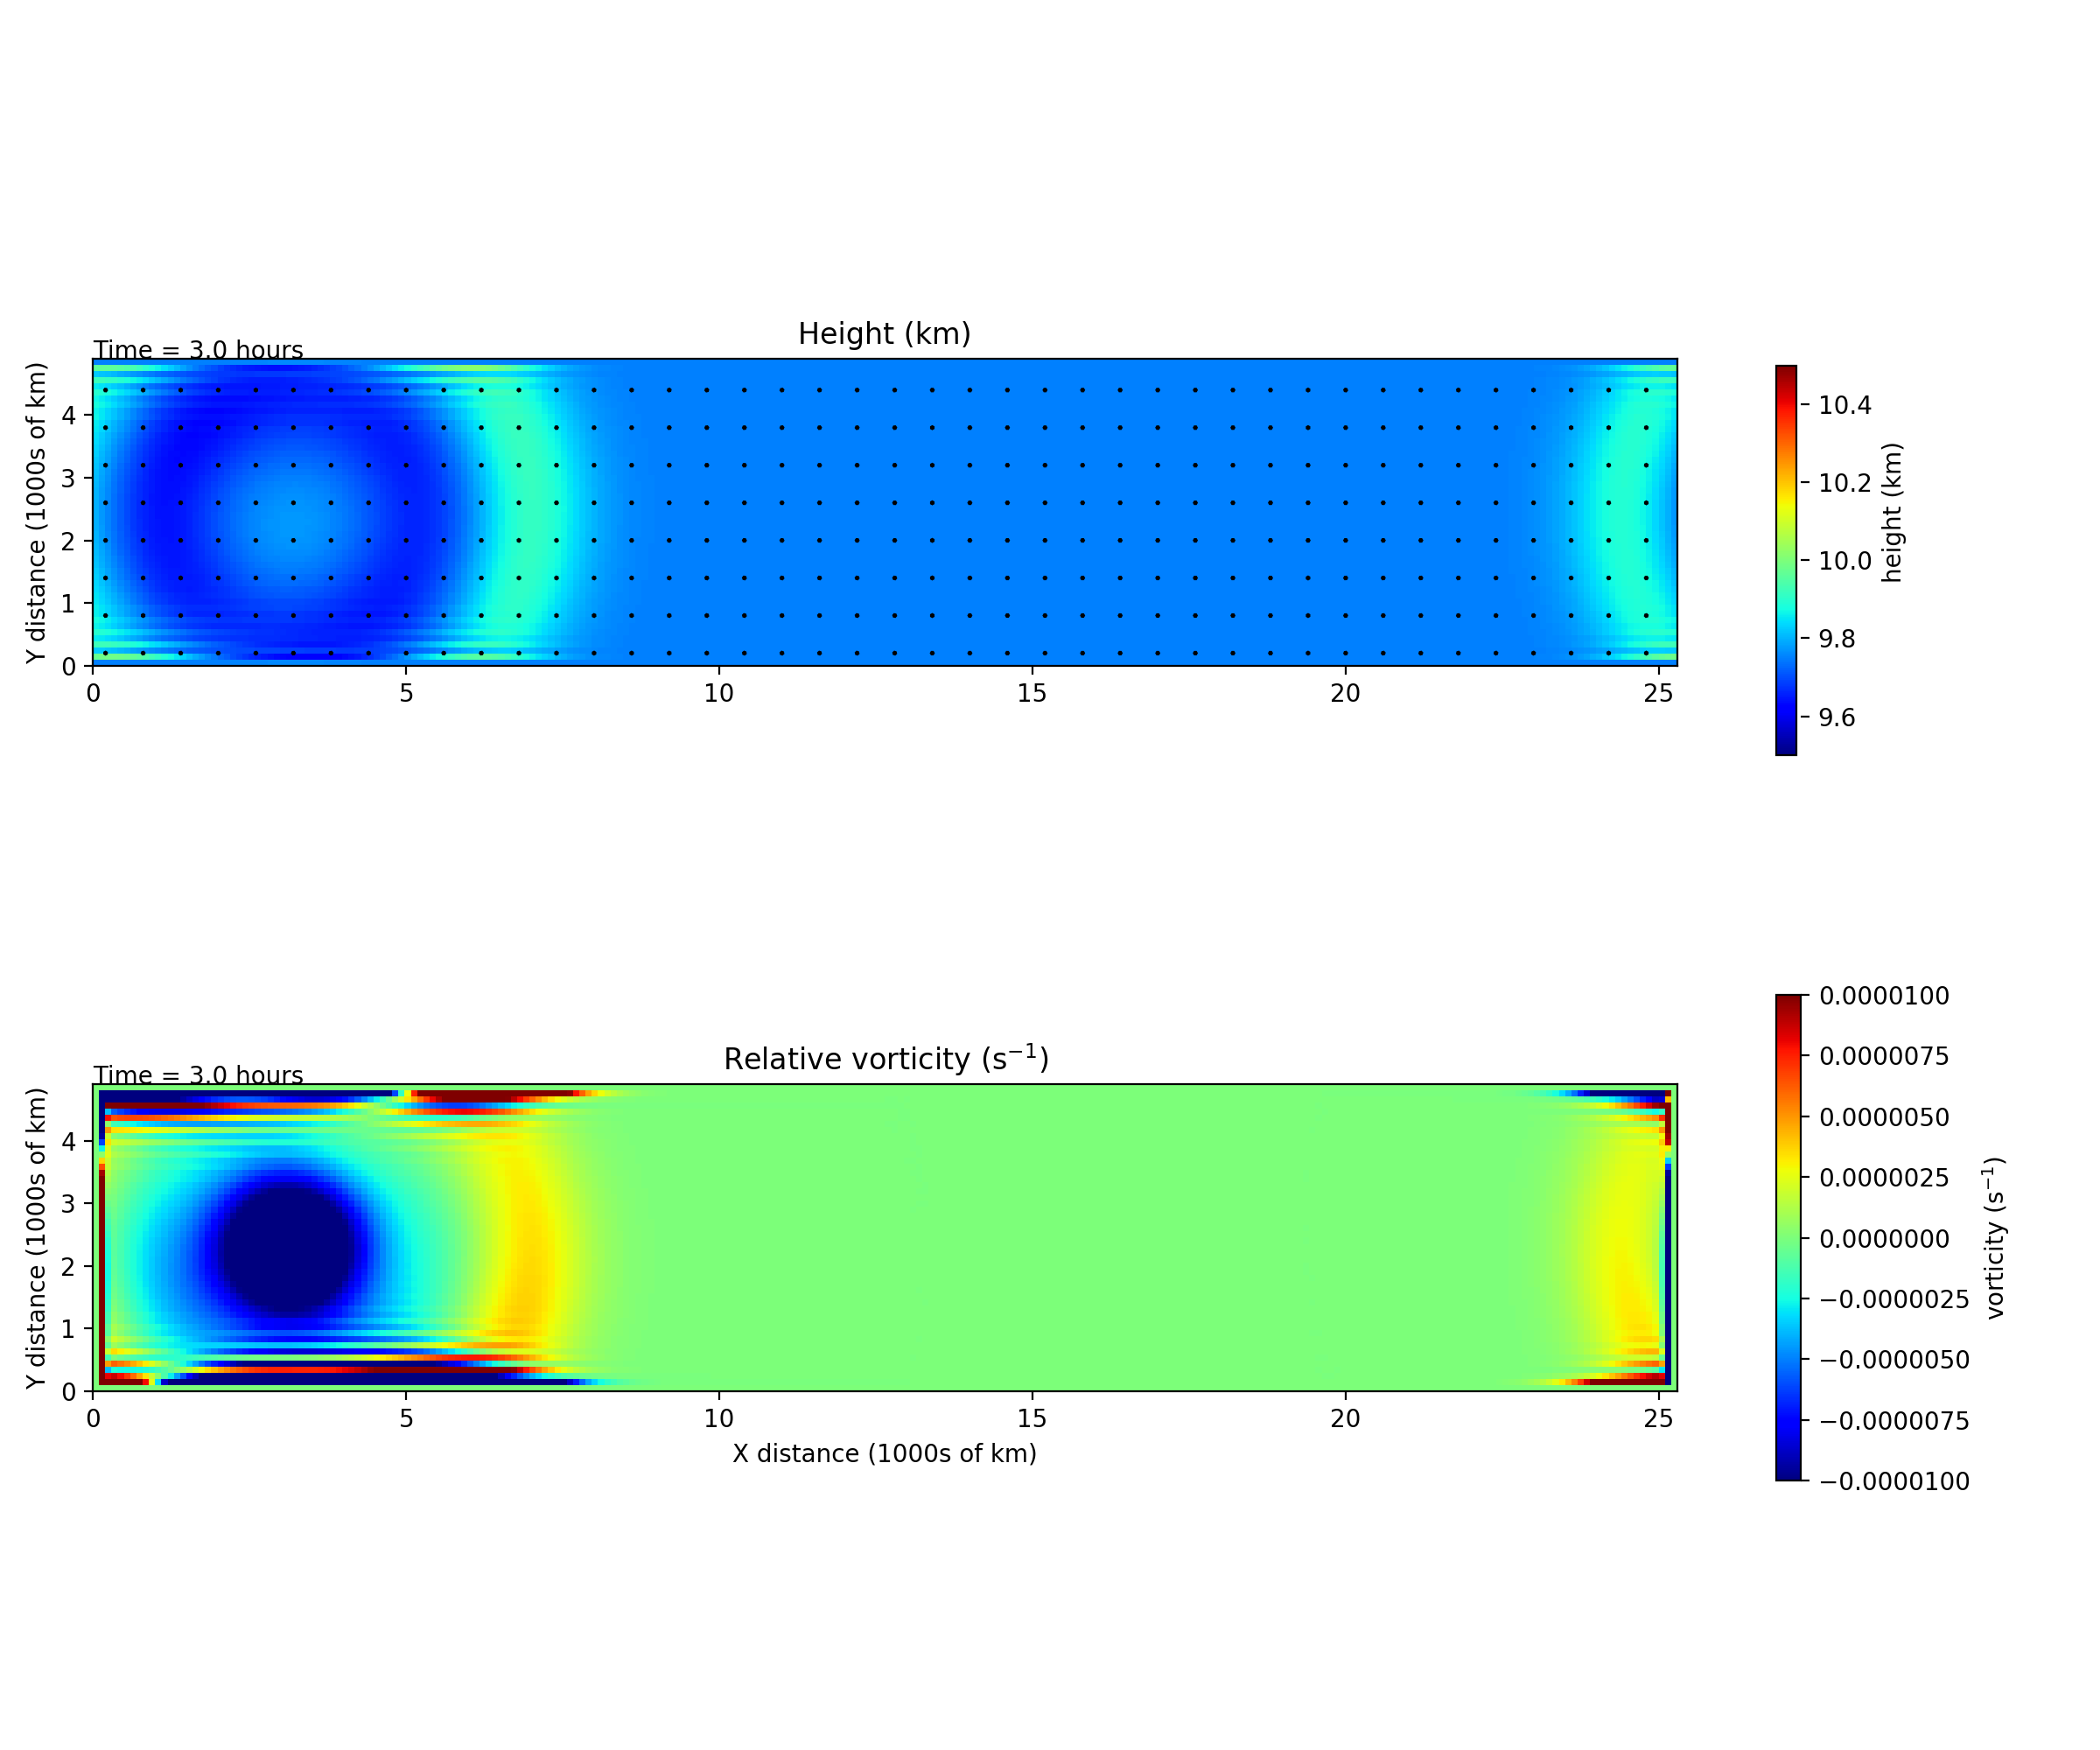 Height (km)
Time = 3.0 hours
Y distance (1000s of km)
4
3
2
1
0
0 5 10 15 20 25
10.4
10.2
10.0
9.8
9.6
height (km)
Relative vorticity (s⁻¹)
Time = 3.0 hours
Y distance (1000s of km)
4
3
2
1
0
0 5 10 15 20 25
X distance (1000s of km)
0.0000100
0.0000075
0.0000050
0.0000025
0.0000000
−0.0000025
−0.0000050
−0.0000075
−0.0000100
vorticity (s⁻¹)